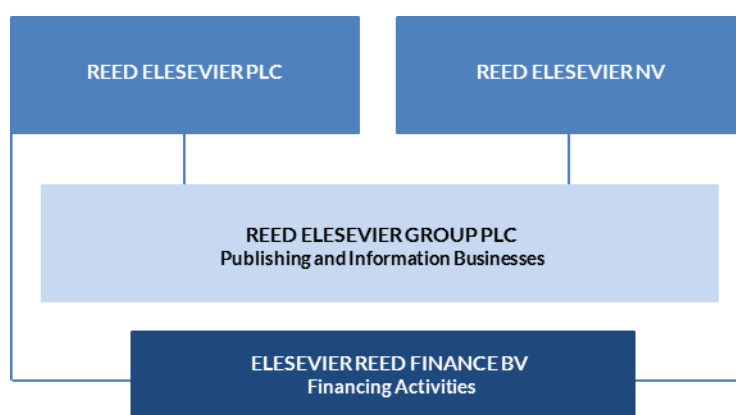 REED ELESEVIER PLC
REED ELESEVIER NV
REED ELESEVIER GROUP PLC
Publishing and Information Businesses
ELESEVIER REED FINANCE BV
Financing Activities